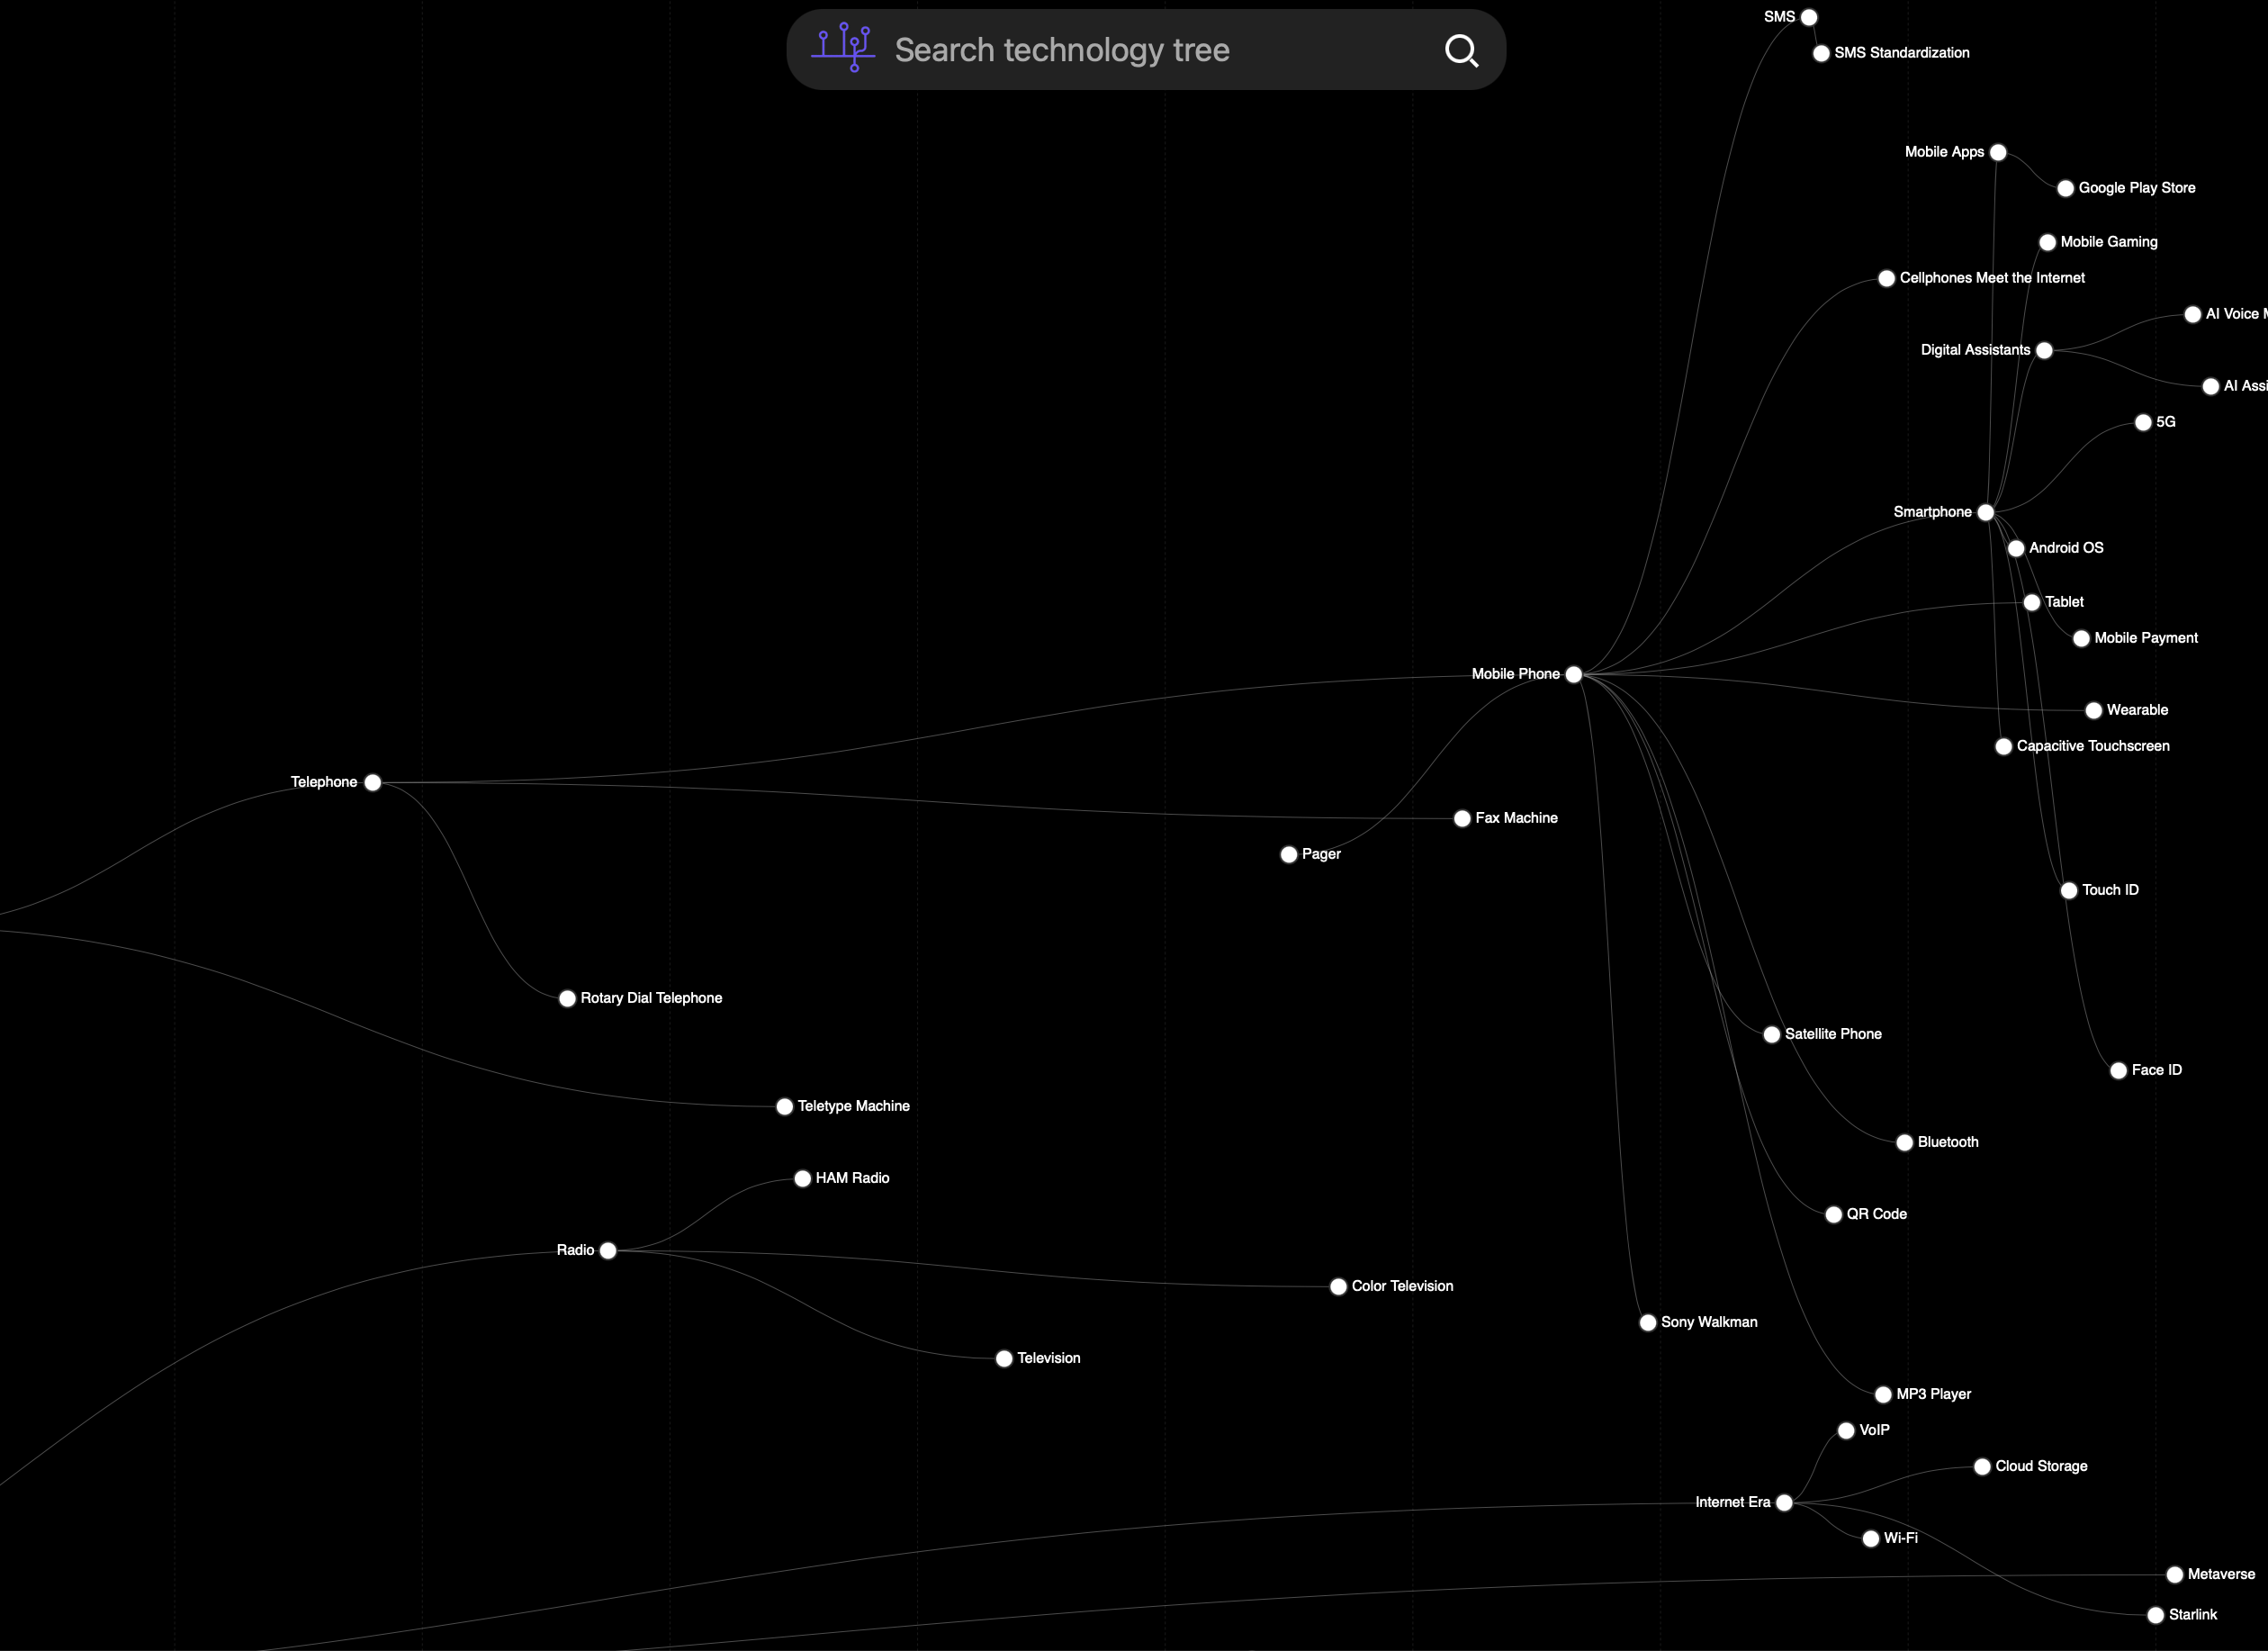 SMS
Search technology tree
SMS Standardization
Mobile Apps
Google Play Store
Mobile Gaming
Cellphones Meet the Internet
AI Voice
Digital Assistants
AI
5G
Smartphone
Android OS
Tablet
Mobile Payment
Mobile Phone
Wearable
Capacitive Touchscreen
Telephone
Fax Machine
Pager
Touch ID
Rotary Dial Telephone
Satellite Phone
Face ID
Teletype Machine
Bluetooth
HAM Radio
QR Code
Radio
Color Television
Sony Walkman
Television
MP3 Player
VoIP
Cloud Storage
Internet Era
Wi-Fi
Metaverse
Starlink